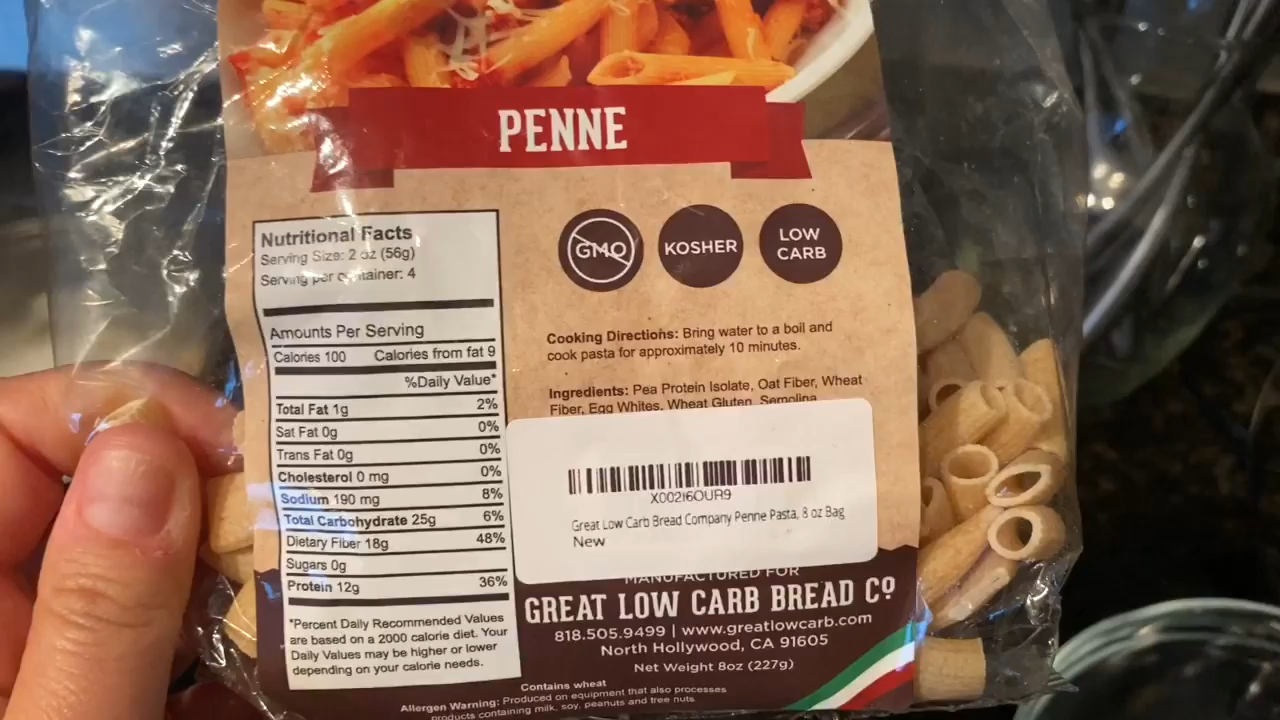 PENNE
Nutritional Facts
Serving Size: 2 oz (56g)
Serving per container: 4
Amounts Per Serving
Calories 100 Calories from fat 9
%Daily Value*
Total Fat 1g 2%
Sat Fat 0g 0%
Trans Fat 0g 0%
Cholesterol 0 mg 0%
Sodium 190 mg 8%
Total Carbohydrate 25g 6%
Dietary Fiber 18g 48%
Sugars 0g
Protein 12g 36%
*Percent Daily Recommended Values
are based on a 2000 calorie diet. Your
Daily Values may be higher or lower
depending on your calorie needs.
GMO
KOSHER
LOW
CARB
Cooking Directions: Bring water to a boil and
cook pasta for approximately 10 minutes.
Ingredients: Pea Protein Isolate, Oat Fiber, Wheat
Fiber, Egg Whites, Wheat Gluten, Semolina
X002I6OUR9
Great Low Carb Bread Company Penne Pasta, 8 oz Bag
New
MANUFACTURED FOR
GREAT LOW CARB BREAD Co
818.505.9499 | www.greatlowcarb.com
North Hollywood, CA 91605
Net Weight 8oz (227g)
Contains wheat
Allergen Warning: Produced on equipment that also processes
products containing milk, soy, peanuts and tree nuts